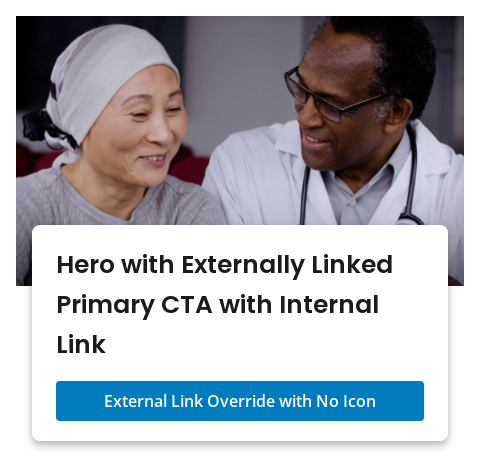 Hero with Externally Linked
Primary CTA with Internal
Link
External Link Override with No Icon